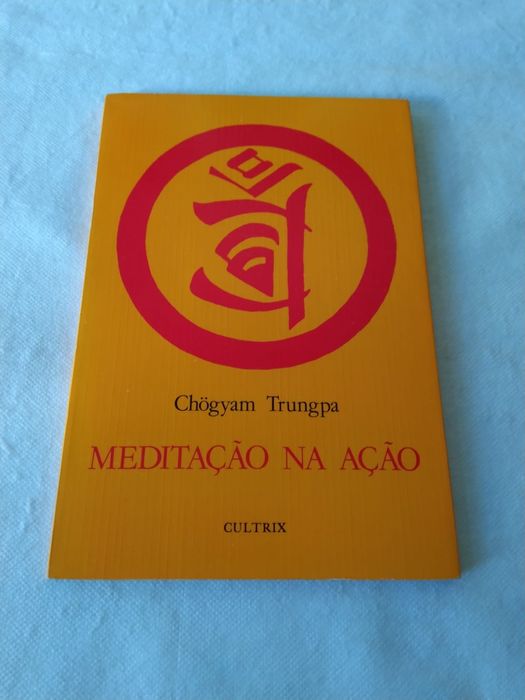 Chögyam Trungpa
MEDITAÇÃO NA AÇÃO
CULTRIX